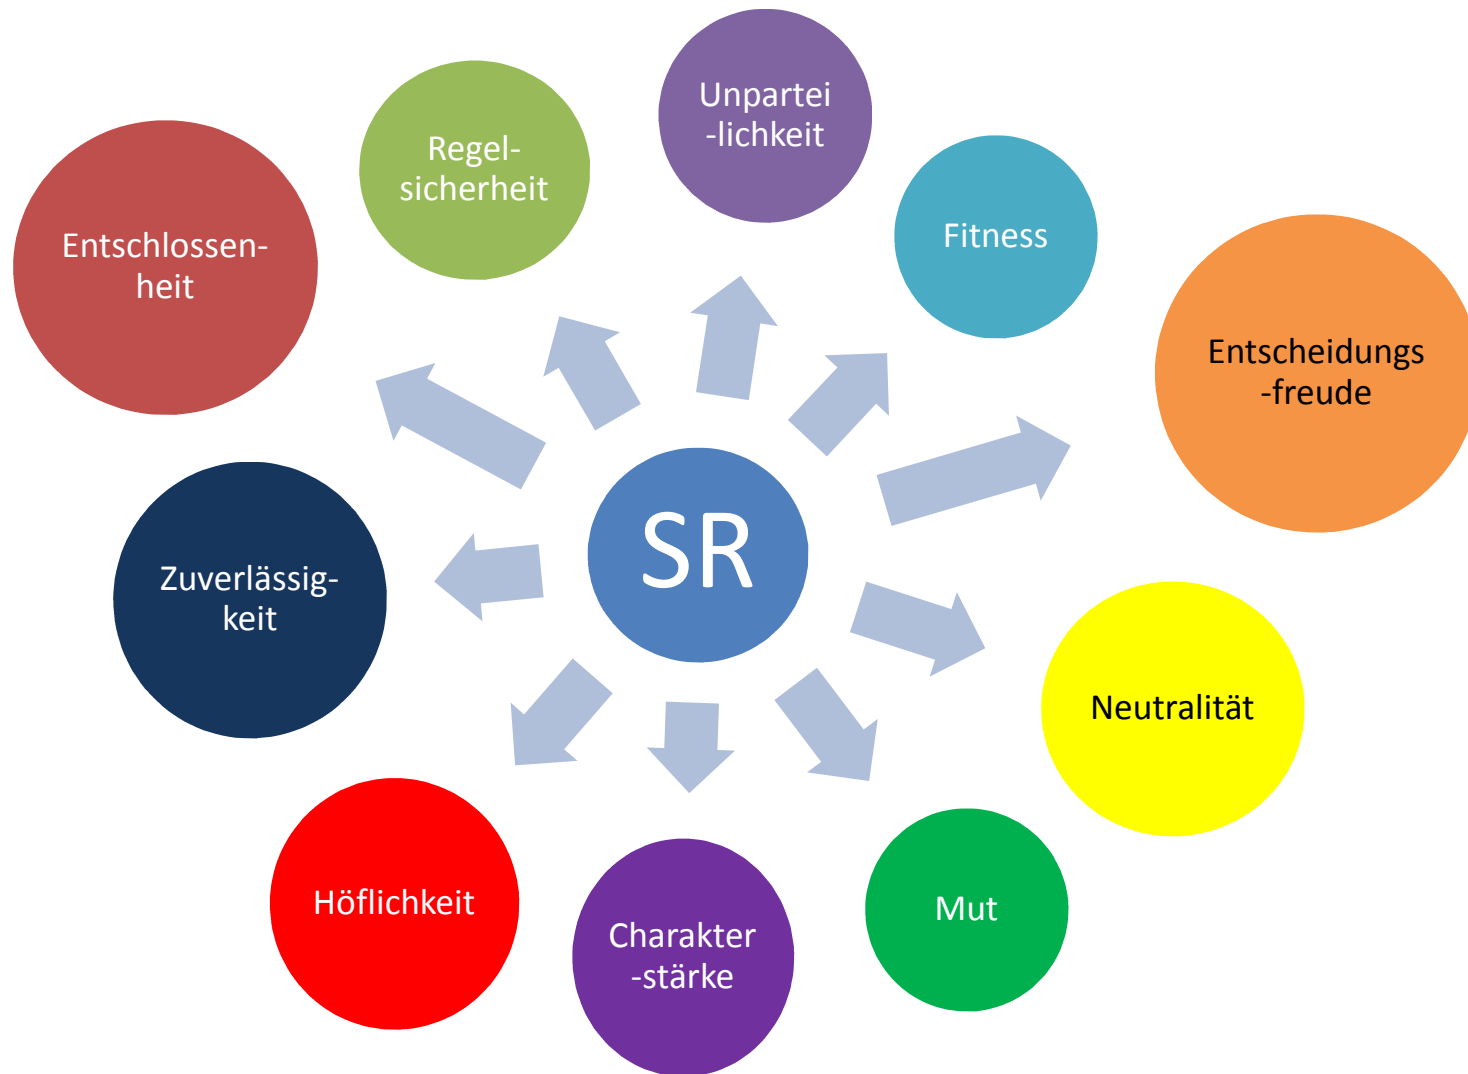 Unpartei
-lichkeit
Regel-
sicherheit
Fitness
Entschlossen-
heit
Entscheidungs
-freude
SR
Zuverlässig-
keit
Neutralität
Höflichkeit
Mut
Charakter
-stärke